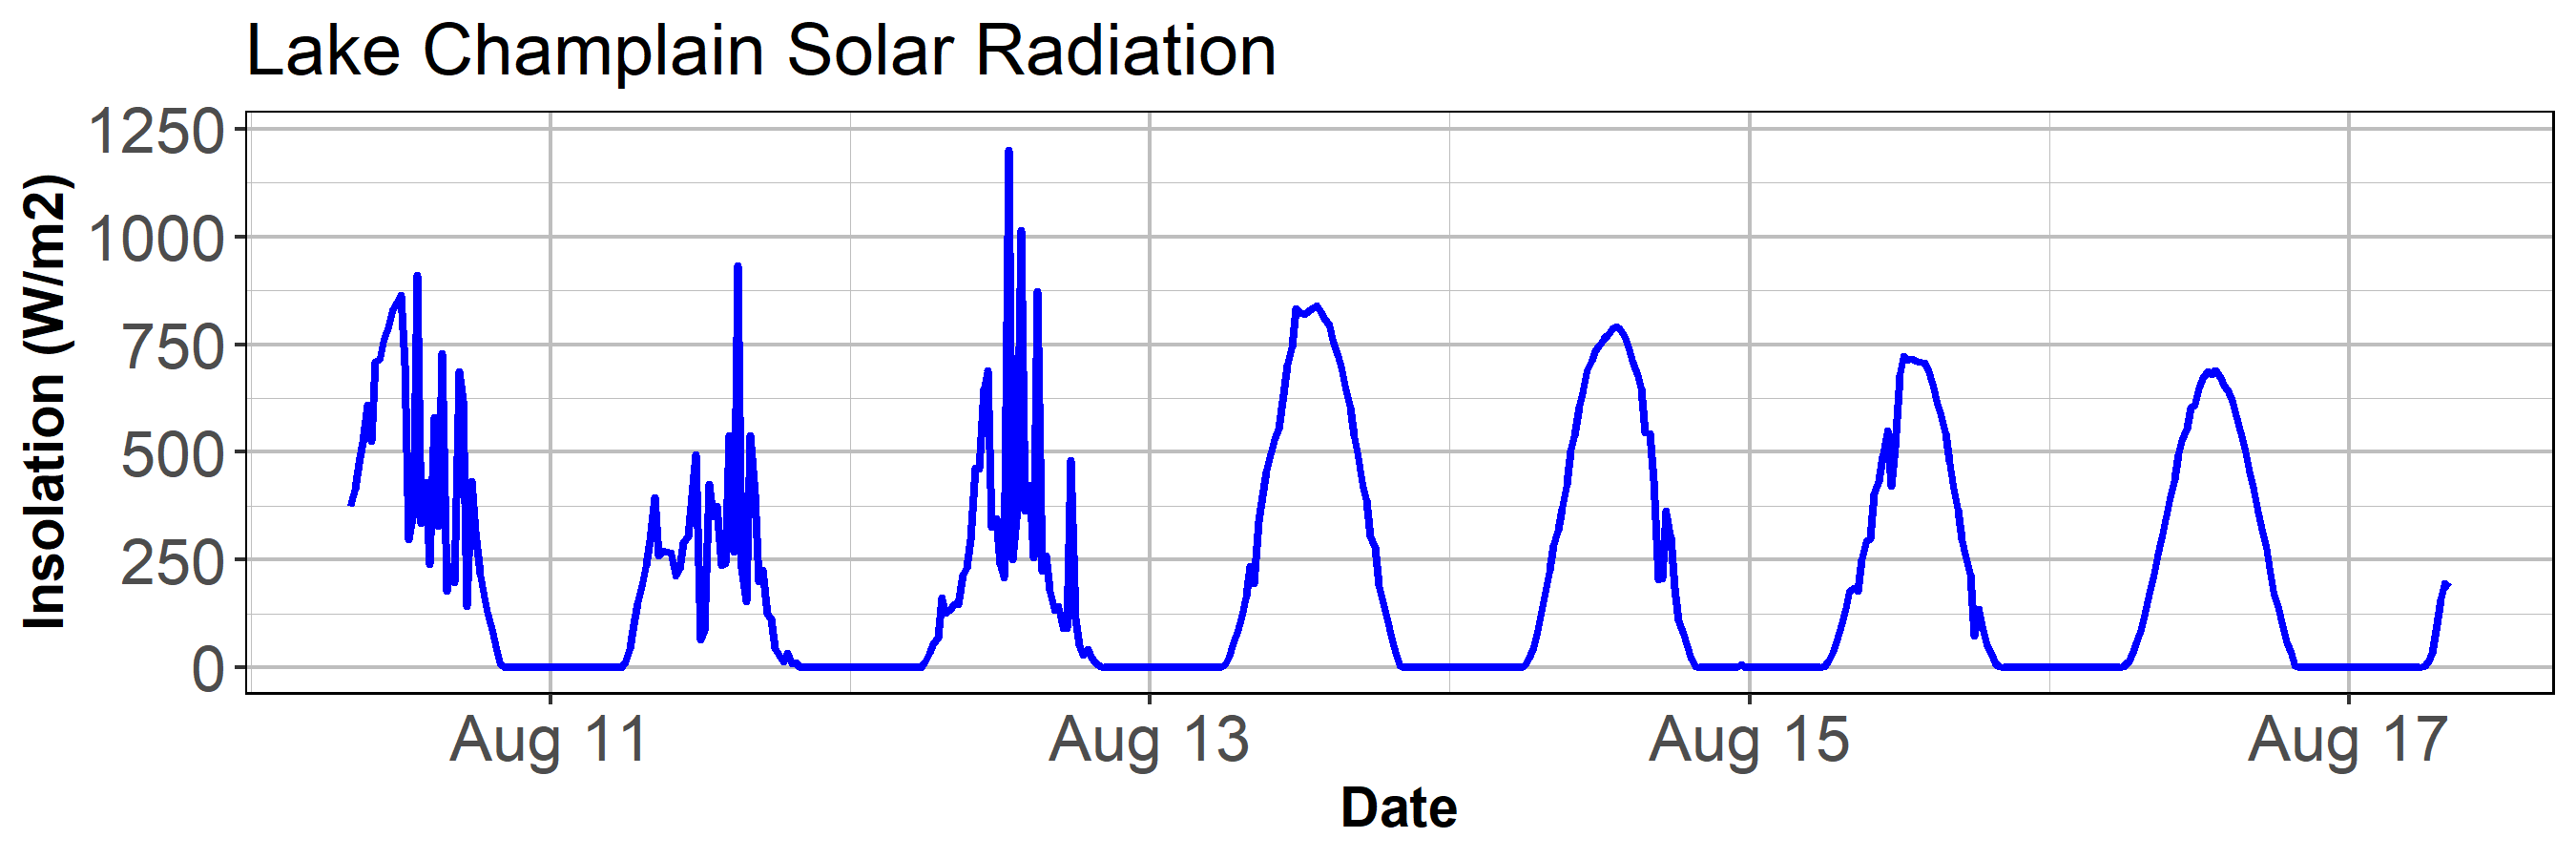 Lake Champlain Solar Radiation
1250
1000
750
500
250
0
Insolation (W/m2)
Aug 11
Aug 13
Aug 15
Aug 17
Date